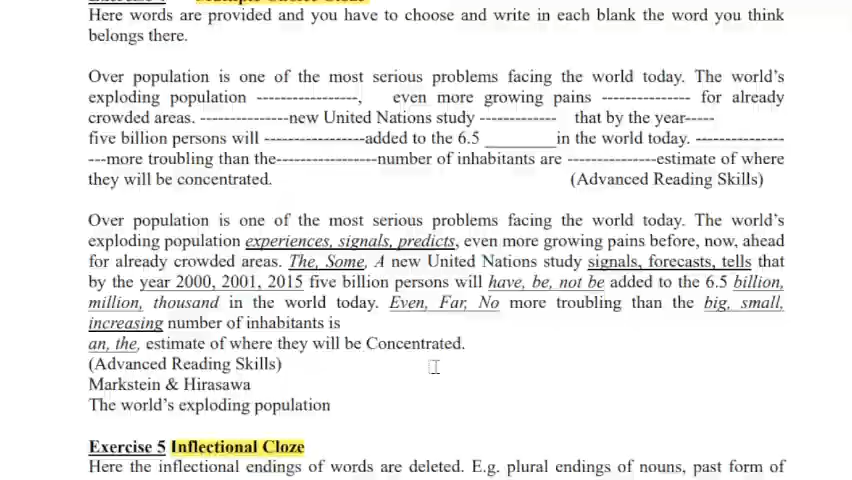 Here words are provided and you have to choose and write in each blank the word you think
belongs there.
Over population is one of the most serious problems facing the world today. The world's
exploding population -----------------, even more growing pains --------------- for already
crowded areas. ---------------new United Nations study ------------- that by the year-----
five billion persons will -----------------added to the 6.5 ________in the world today. ---------------
---more troubling than the-----------------number of inhabitants are ---------------estimate of where
they will be concentrated. (Advanced Reading Skills)
Over population is one of the most serious problems facing the world today. The world's
exploding population experiences, signals, predicts, even more growing pains before, now, ahead
for already crowded areas. The, Some, A new United Nations study signals, forecasts, tells that
by the year 2000, 2001, 2015 five billion persons will have, be, not be added to the 6.5 billion,
million, thousand in the world today. Even, Far, No more troubling than the big, small,
increasing number of inhabitants is
an, the, estimate of where they will be Concentrated.
(Advanced Reading Skills)
Markstein & Hirasawa
The world's exploding population
Exercise 5 Inflectional Cloze
Here the inflectional endings of words are deleted. E.g. plural endings of nouns, past form of